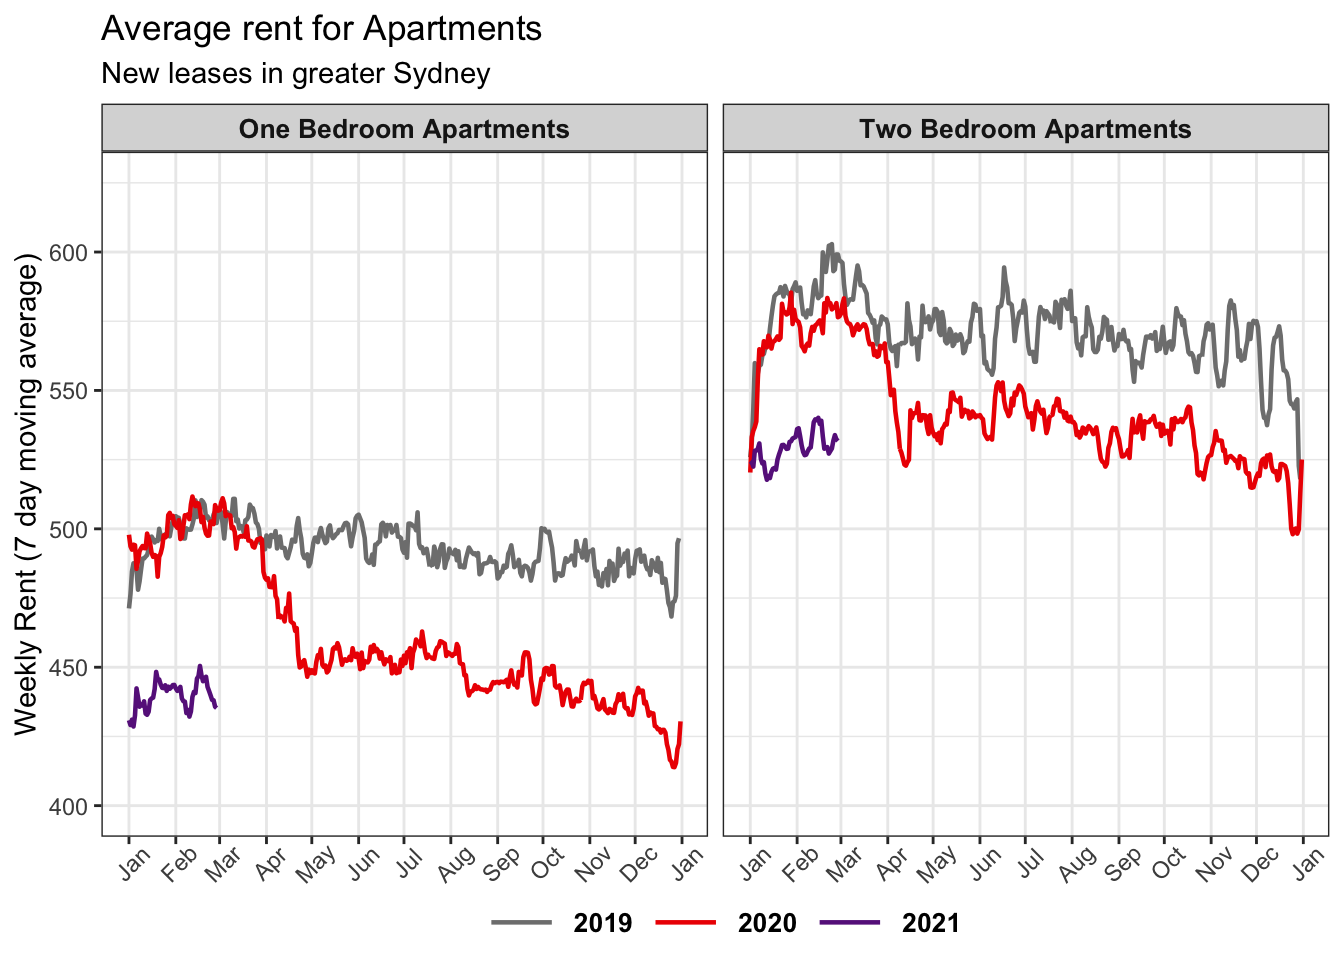 Average rent for Apartments
New leases in greater Sydney
One Bedroom Apartments
Two Bedroom Apartments
Weekly Rent (7 day moving average)
600
550
500
450
400
Jan Feb Mar Apr May Jun Jul Aug Sep Oct Nov Dec Jan
Jan Feb Mar Apr May Jun Jul Aug Sep Oct Nov Dec Jan
2019 2020 2021